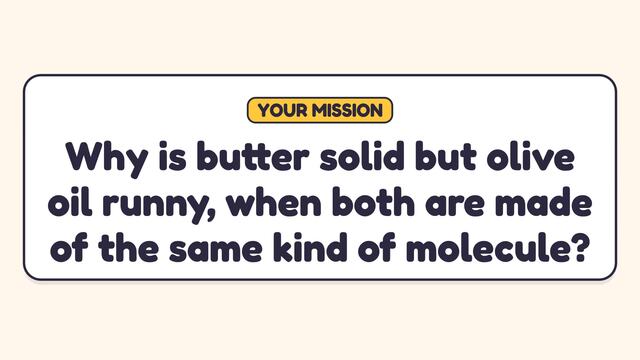 YOUR MISSION
Why is butter solid but olive
oil runny, when both are made
of the same kind of molecule?